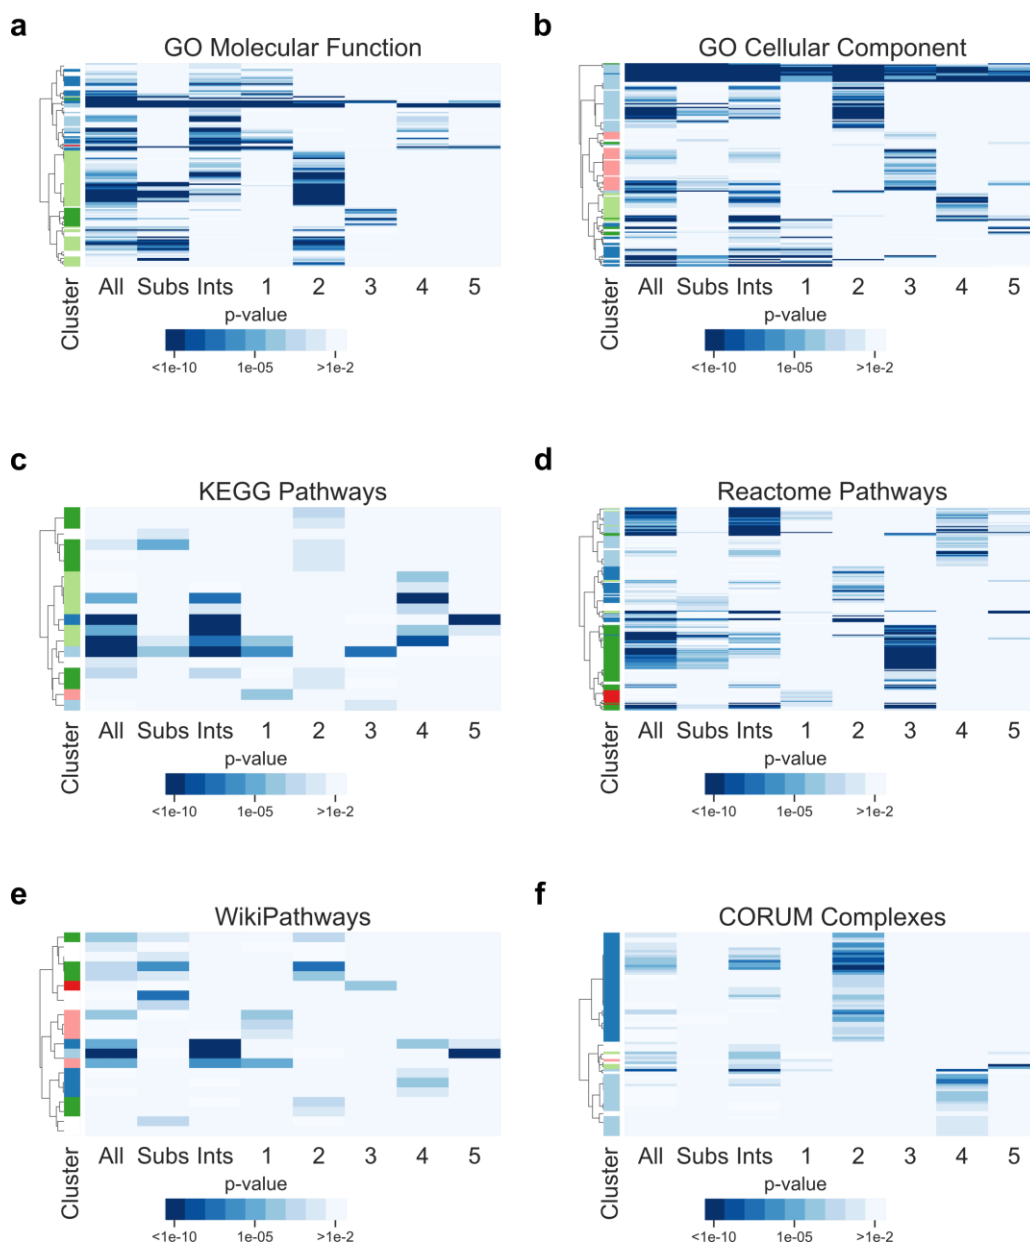 a
GO Molecular Function
Cluster
All Subs Ints 1 2 3 4 5
p-value
<1e-10 1e-05 >1e-2
b
GO Cellular Component
Cluster
All Subs Ints 1 2 3 4 5
p-value
<1e-10 1e-05 >1e-2
c
KEGG Pathways
Cluster
All Subs Ints 1 2 3 4 5
p-value
<1e-10 1e-05 >1e-2
d
Reactome Pathways
Cluster
All Subs Ints 1 2 3 4 5
p-value
<1e-10 1e-05 >1e-2
e
WikiPathways
Cluster
All Subs Ints 1 2 3 4 5
p-value
<1e-10 1e-05 >1e-2
f
CORUM Complexes
Cluster
All Subs Ints 1 2 3 4 5
p-value
<1e-10 1e-05 >1e-2